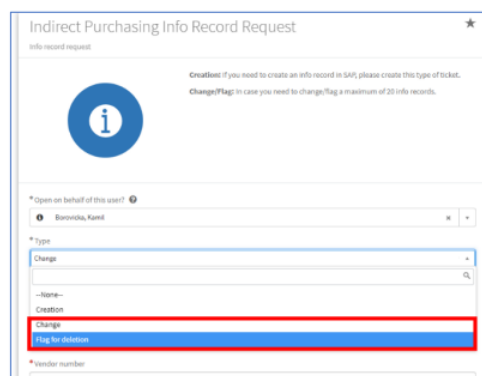 Indirect Purchasing Info Record Request
Info record request
Creation: If you need to create an info record in SAP, please create this type of ticket.
Change/Flag: In case you need to change/flag a maximum of 20 info records.
* Open on behalf of this user?
Borovicka, Kamil
* Type
Change
--None--
Creation
Change
Flag for deletion
* Vendor number